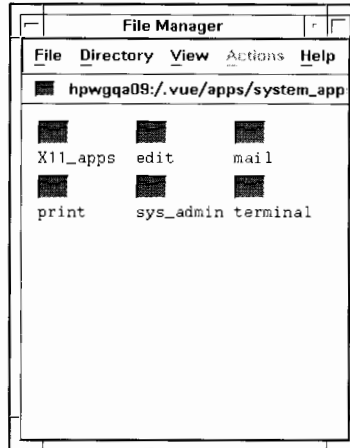 File Manager
File Directory View Actions Help
hpwgqa09:/.vue/apps/system_app
X11_apps edit mail
print sys_admin terminal